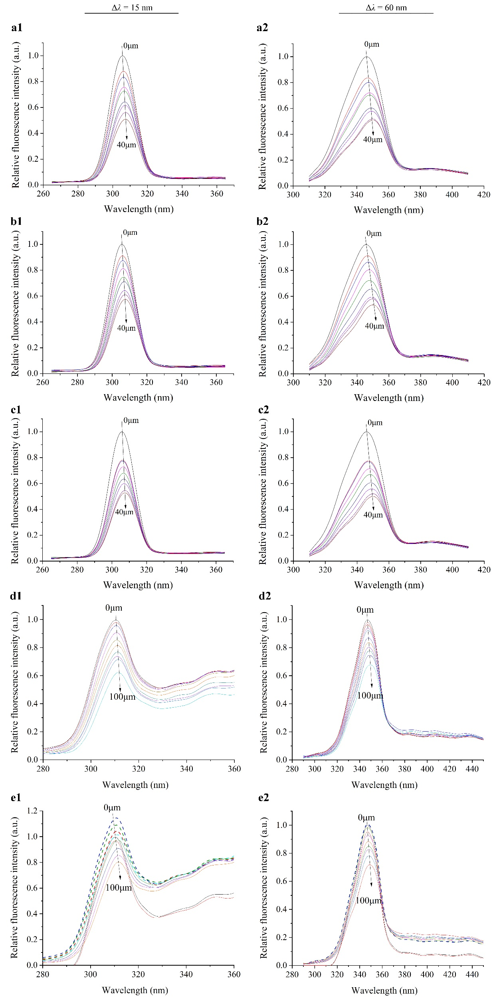 Δλ = 15 nm
Δλ = 60 nm
a1
Relative fluorescence intensity (a.u.)
1.0
0.8
0.6
0.4
0.2
0.0
0μm
40μm
260 280 300 320 340 360
Wavelength (nm)
a2
Relative fluorescence intensity (a.u.)
1.0
0.8
0.6
0.4
0.2
0.0
0μm
40μm
300 320 340 360 380 400 420
Wavelength (nm)
b1
Relative fluorescence intensity (a.u.)
1.0
0.8
0.6
0.4
0.2
0.0
0μm
40μm
260 280 300 320 340 360
Wavelength (nm)
b2
Relative fluorescence intensity (a.u.)
1.0
0.8
0.6
0.4
0.2
0.0
0μm
40μm
300 320 340 360 380 400 420
Wavelength (nm)
c1
Relative fluorescence intensity (a.u.)
1.0
0.8
0.6
0.4
0.2
0.0
0μm
40μm
260 280 300 320 340 360
Wavelength (nm)
c2
Relative fluorescence intensity (a.u.)
1.0
0.8
0.6
0.4
0.2
0.0
0μm
40μm
300 320 340 360 380 400 420
Wavelength (nm)
d1
Relative fluorescence intensity (a.u.)
1.0
0.8
0.6
0.4
0.2
0.0
0μm
100μm
280 300 320 340 360
Wavelength (nm)
d2
Relative fluorescence intensity (a.u.)
1.0
0.8
0.6
0.4
0.2
0.0
0μm
100μm
280 300 320 340 360 380 400 420 440
Wavelength (nm)
e1
Relative fluorescence intensity (a.u.)
1.2
1.0
0.8
0.6
0.4
0.2
0.0
0μm
100μm
280 300 320 340 360
Wavelength (nm)
e2
Relative fluorescence intensity (a.u.)
1.0
0.8
0.6
0.4
0.2
0.0
0μm
100μm
280 300 320 340 360 380 400 420 440
Wavelength (nm)